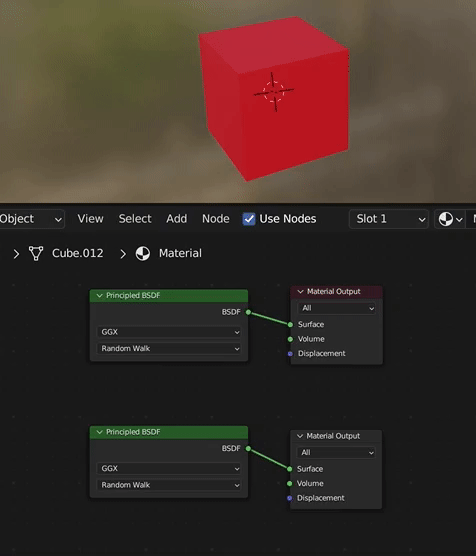 Object View Select Add Node Use Nodes Slot 1
Cube.012 Material
Principled BSDF
BSDF
GGX
Random Walk
Material Output
All
Surface
Volume
Displacement
Principled BSDF
BSDF
GGX
Random Walk
Material Output
All
Surface
Volume
Displacement